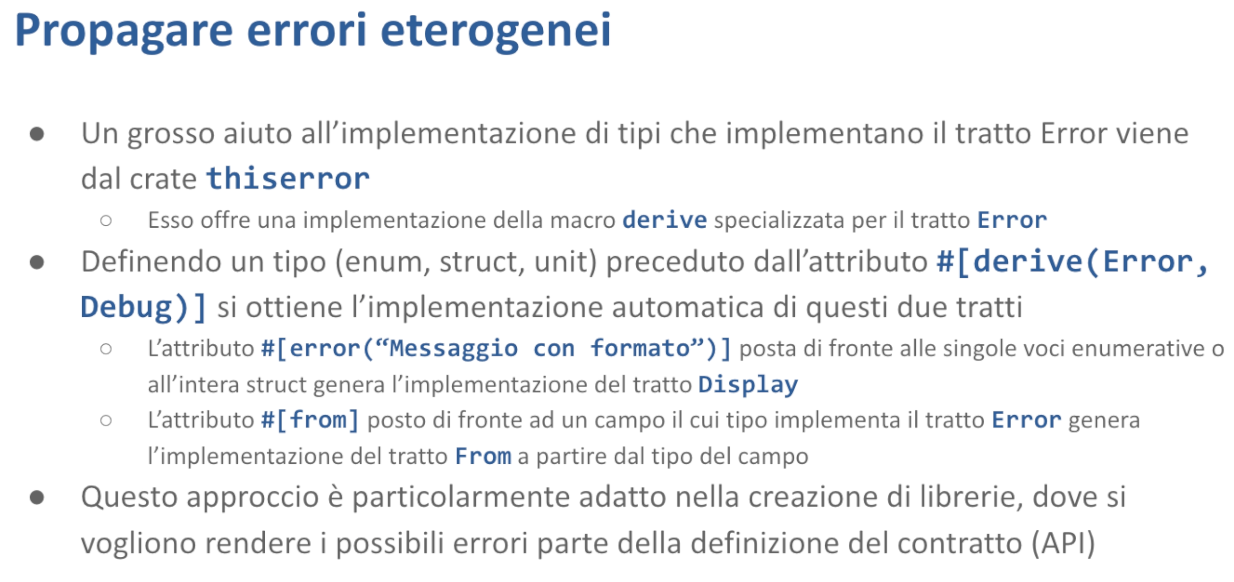 Propagare errori eterogenei
● Un grosso aiuto all'implementazione di tipi che implementano il tratto Error viene
dal crate thiserror
○ Esso offre una implementazione della macro derive specializzata per il tratto Error
● Definendo un tipo (enum, struct, unit) preceduto dall'attributo #[derive(Error,
Debug)] si ottiene l'implementazione automatica di questi due tratti
○ L'attributo #[error(“Messaggio con formato”)] posta di fronte alle singole voci enumerative o
all'intera struct genera l'implementazione del tratto Display
○ L'attributo #[from] posto di fronte ad un campo il cui tipo implementa il tratto Error genera
l'implementazione del tratto From a partire dal tipo del campo
● Questo approccio è particolarmente adatto nella creazione di librerie, dove si
vogliono rendere i possibili errori parte della definizione del contratto (API)